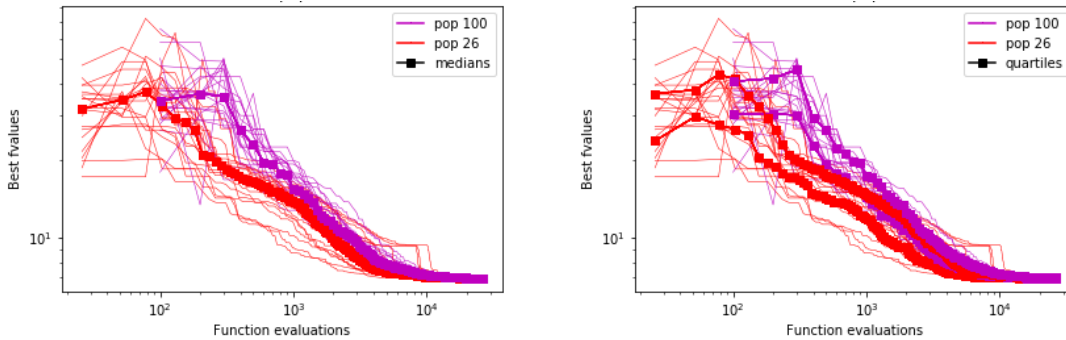 pop 100
pop 26
medians
Best fvalues
10¹
10² 10³ 10⁴
Function evaluations
pop 100
pop 26
quartiles
Best fvalues
10¹
10² 10³ 10⁴
Function evaluations